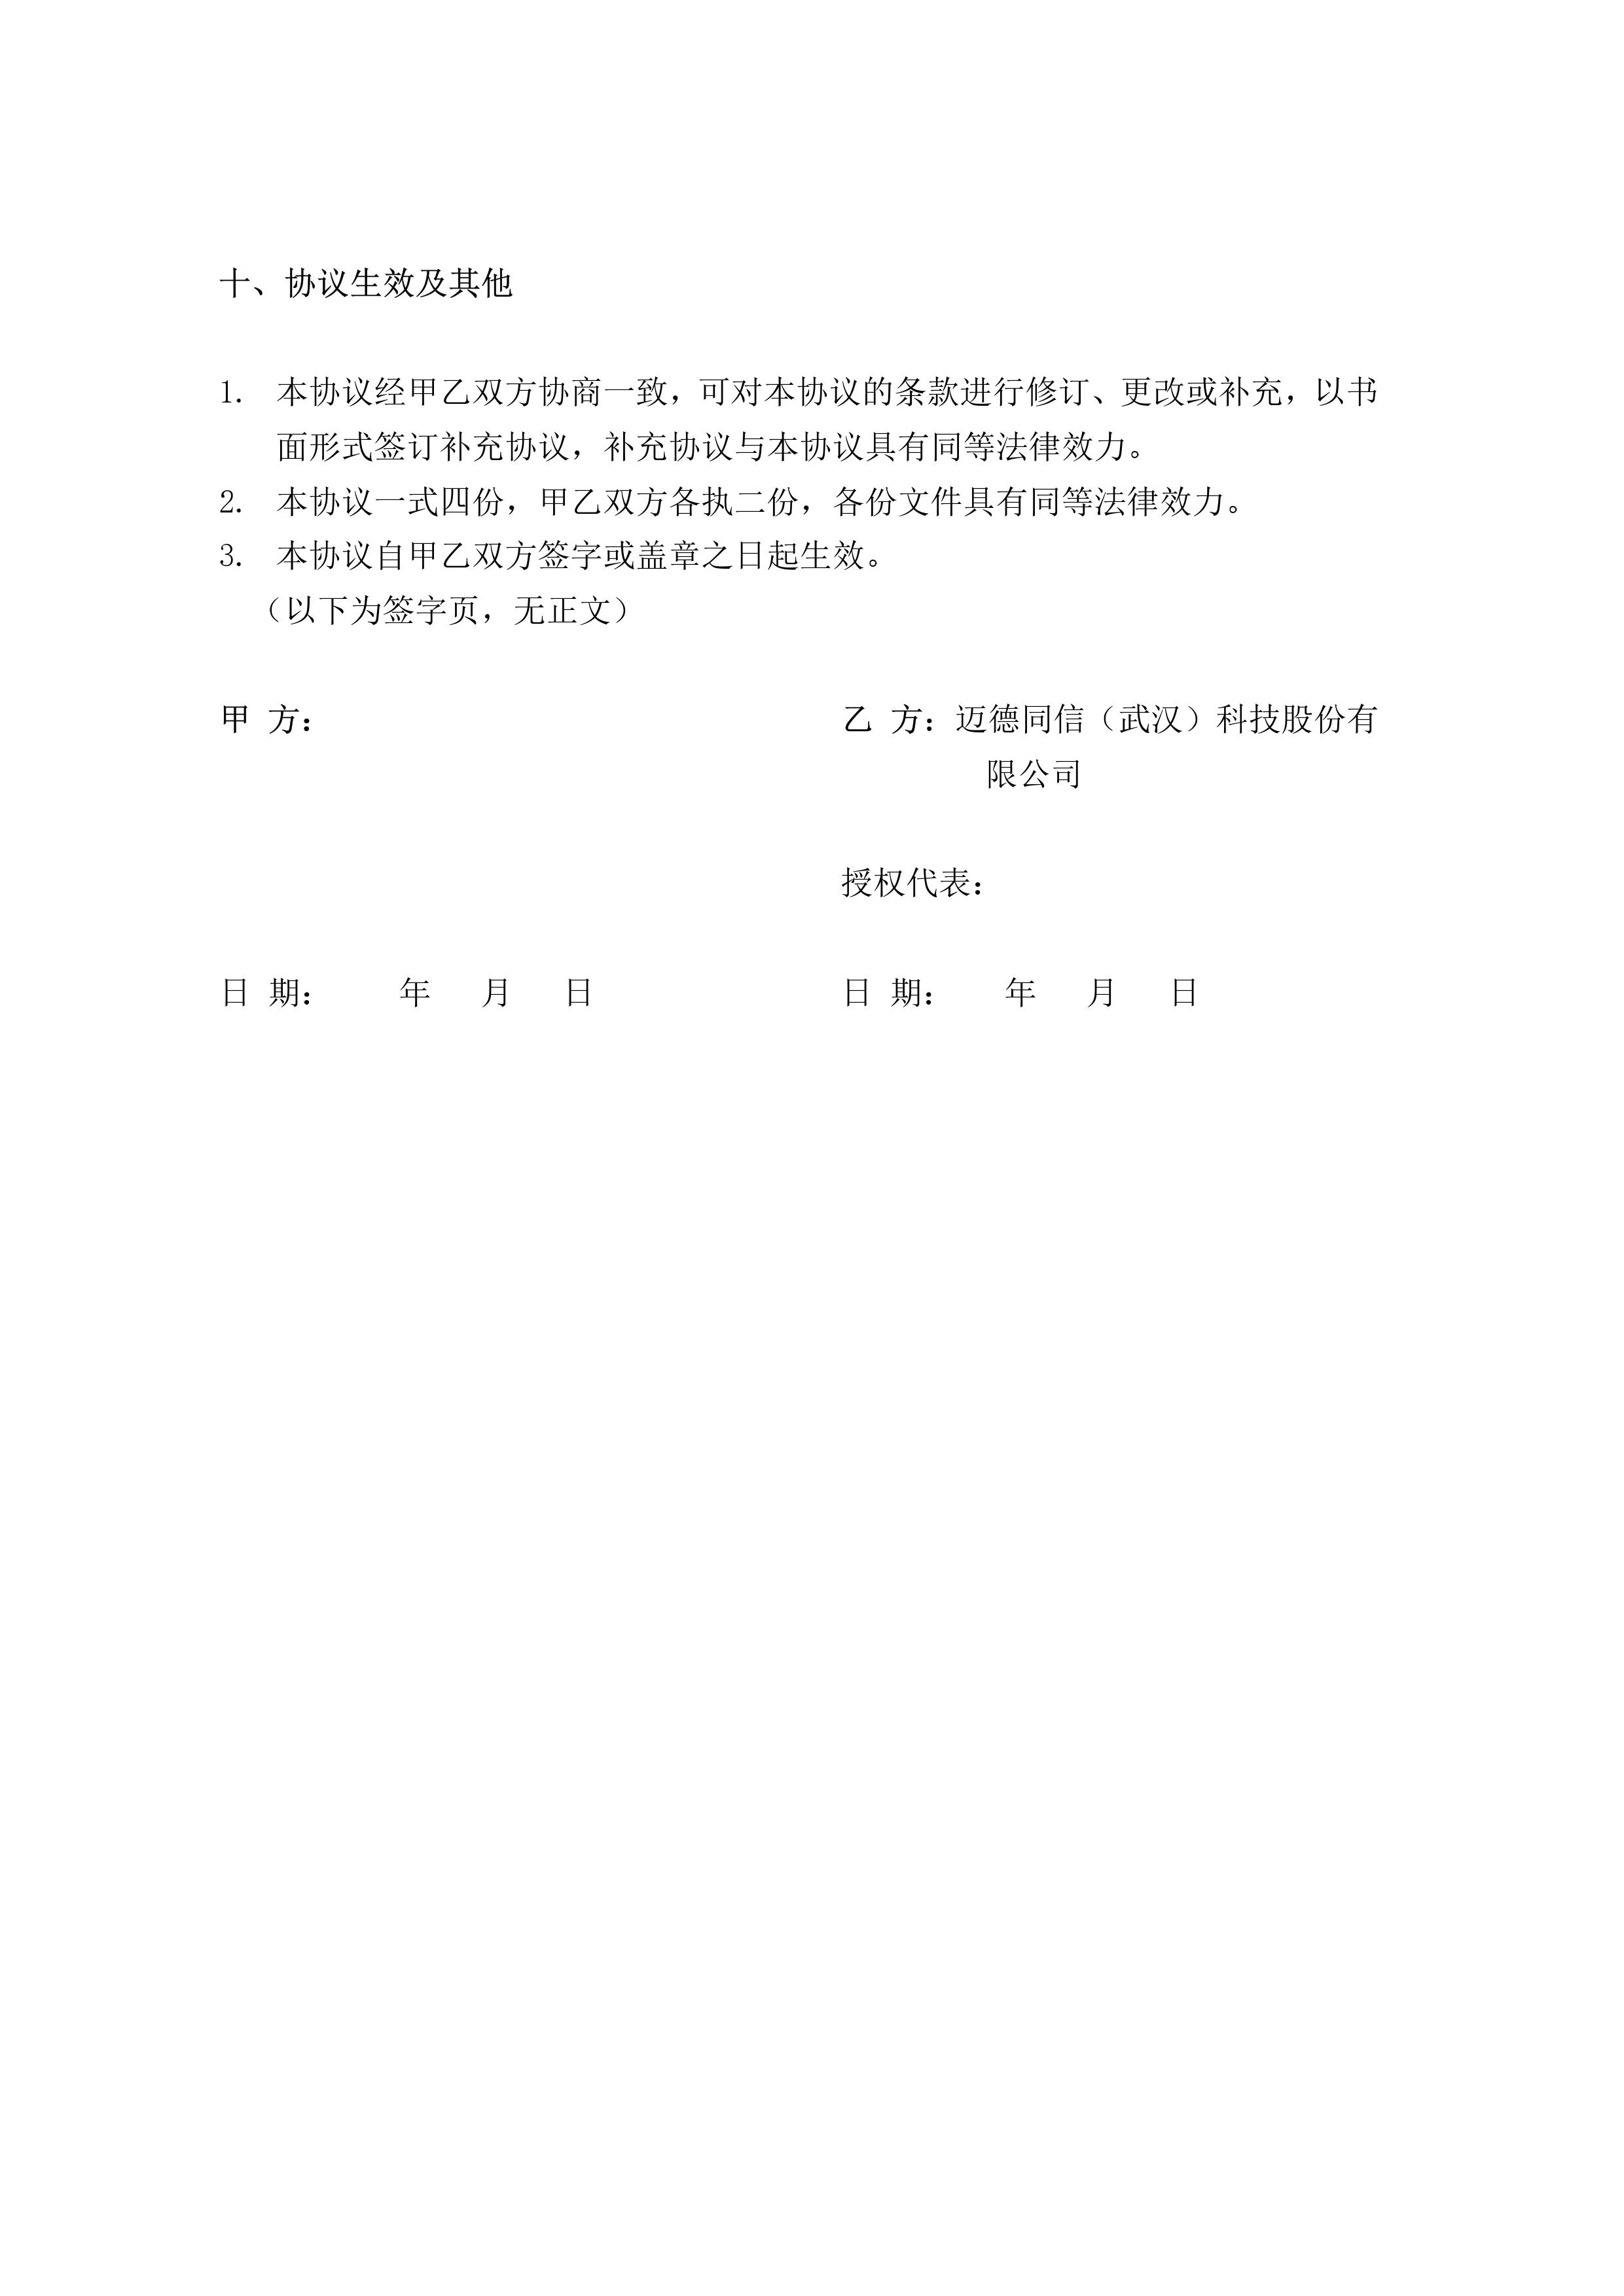 十、协议生效及其他
1. 本协议经甲乙双方协商一致，可对本协议的条款进行修订、更改或补充，以书
面形式签订补充协议，补充协议与本协议具有同等法律效力。
2. 本协议一式四份，甲乙双方各执二份，各份文件具有同等法律效力。
3. 本协议自甲乙双方签字或盖章之日起生效。
（以下为签字页，无正文）
甲 方： 乙 方：迈德同信（武汉）科技股份有
限公司
授权代表：
日 期： 年 月 日 日 期： 年 月 日